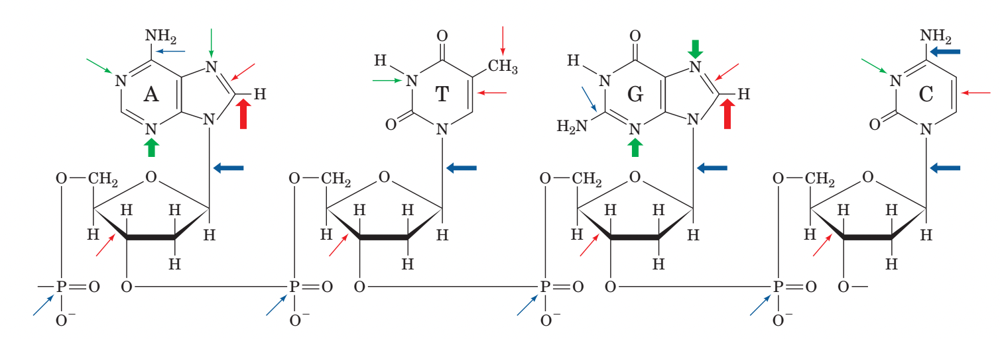 NH₂ O O NH₂
H CH₃ H
N N N N N N
A H T G H C
O H₂N O
N N N N N N
O O O O
O CH₂ O CH₂ O CH₂ O CH₂
H H H H H H H H
H H H H H H H H
H H H H
P O O P O O P O O P O O
O⁻ O⁻ O⁻ O⁻